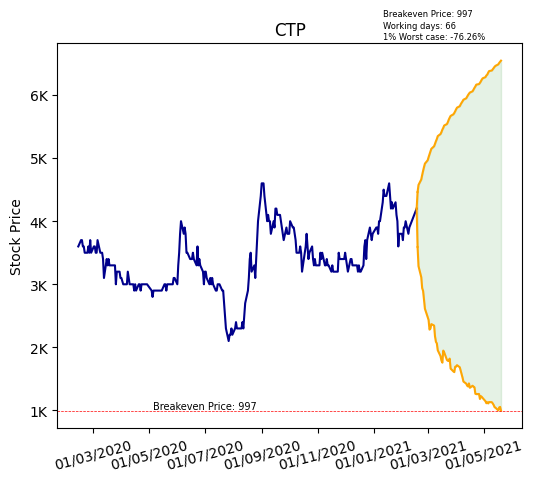 Breakeven Price: 997
Working days: 66
1% Worst case: -76.26%
CTP
Stock Price
6K
5K
4K
3K
2K
1K
Breakeven Price: 997
01/03/2020 01/05/2020 01/07/2020 01/09/2020 01/11/2020 01/01/2021 01/03/2021 01/05/2021